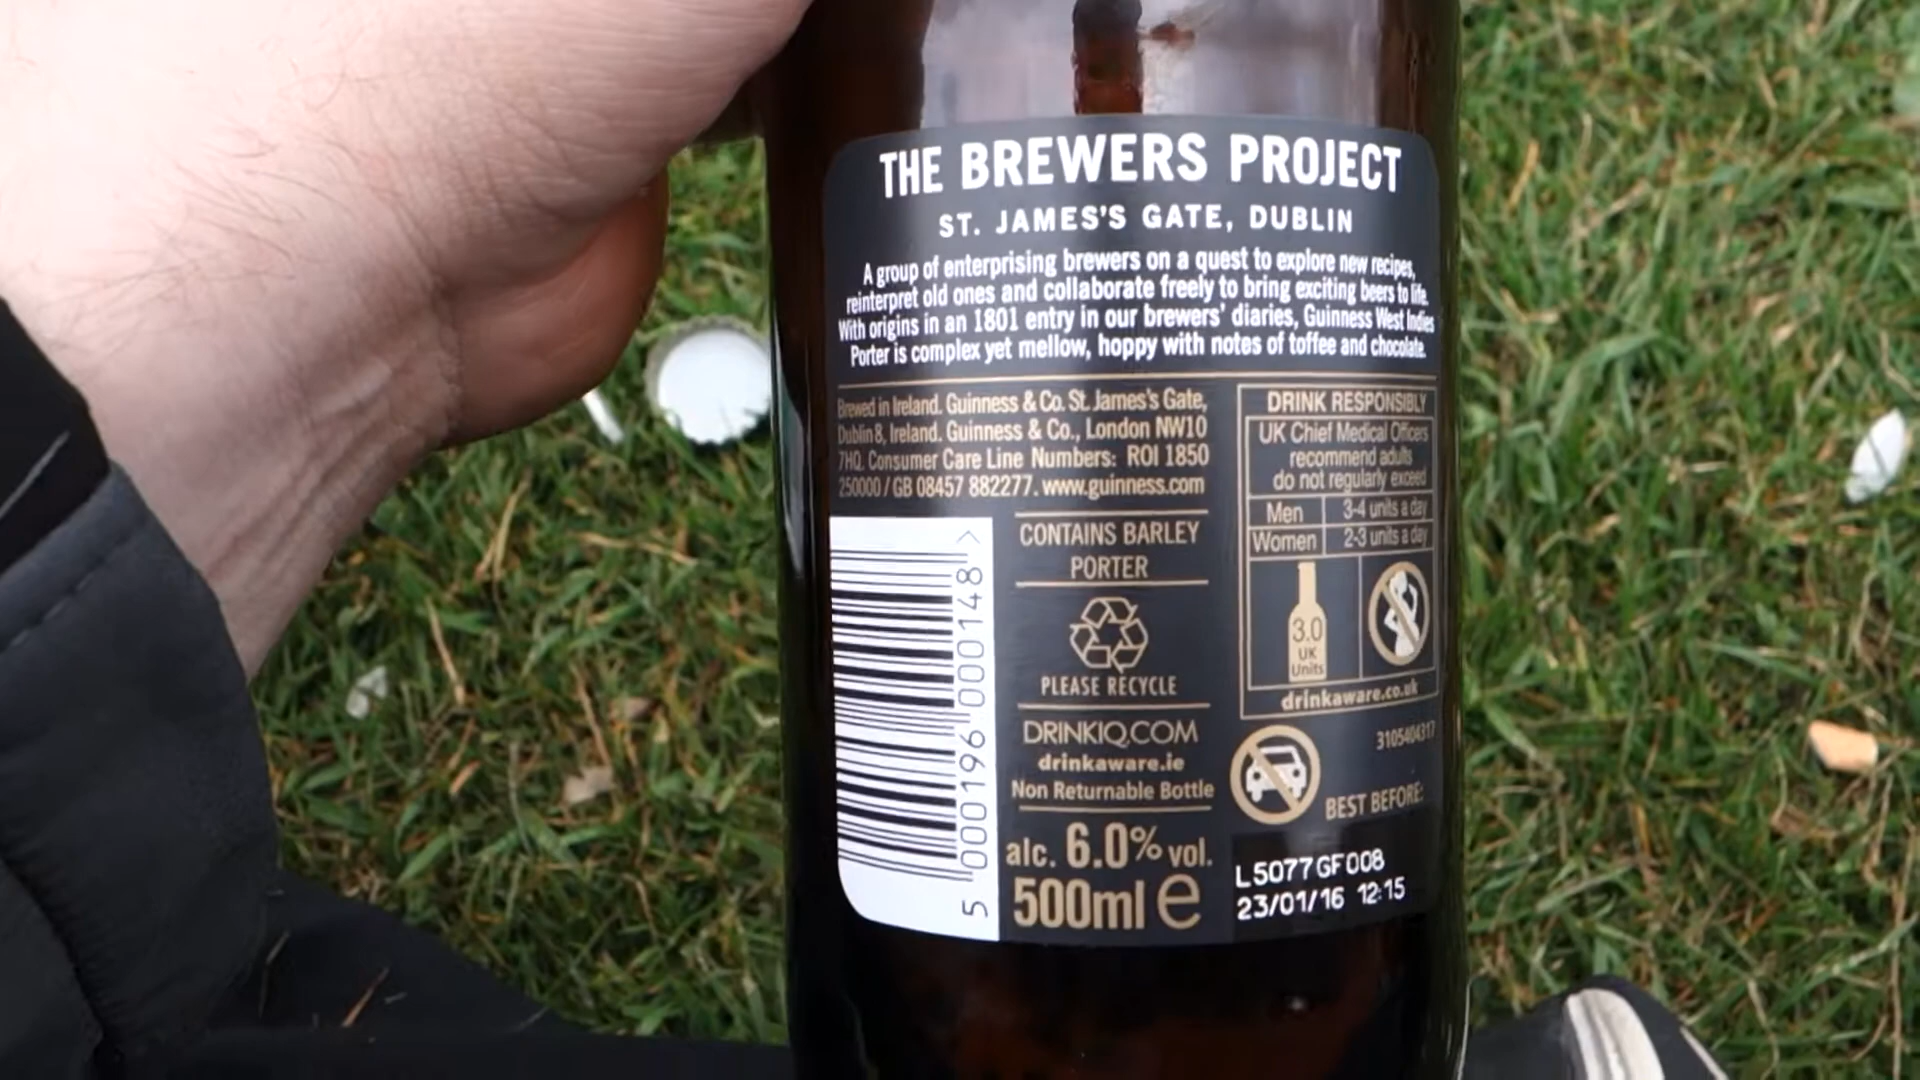 THE BREWERS PROJECT
ST. JAMES'S GATE, DUBLIN
A group of enterprising brewers on a quest to explore new recipes,
reinterpret old ones and collaborate freely to bring exciting beers to life.
With origins in an 1801 entry in our brewers' diaries, Guinness West Indies
Porter is complex yet mellow, hoppy with notes of toffee and chocolate.
Brewed in Ireland. Guinness & Co. St. James's Gate,
Dublin 8, Ireland. Guinness & Co., London NW10
7HQ. Consumer Care Line Numbers: ROI 1850
250000 / GB 08457 882277. www.guinness.com
CONTAINS BARLEY
PORTER
PLEASE RECYCLE
DRINKIQ.COM
drinkaware.ie
Non Returnable Bottle
alc. 6.0% vol.
500ml e
5 000196 000148 >
DRINK RESPONSIBLY
UK Chief Medical Officers
recommend adults
do not regularly exceed
Men 3-4 units a day
Women 2-3 units a day
3.0
UK
Units
drinkaware.co.uk
3105404317
BEST BEFORE:
L5077GF008
23/01/16 12:15